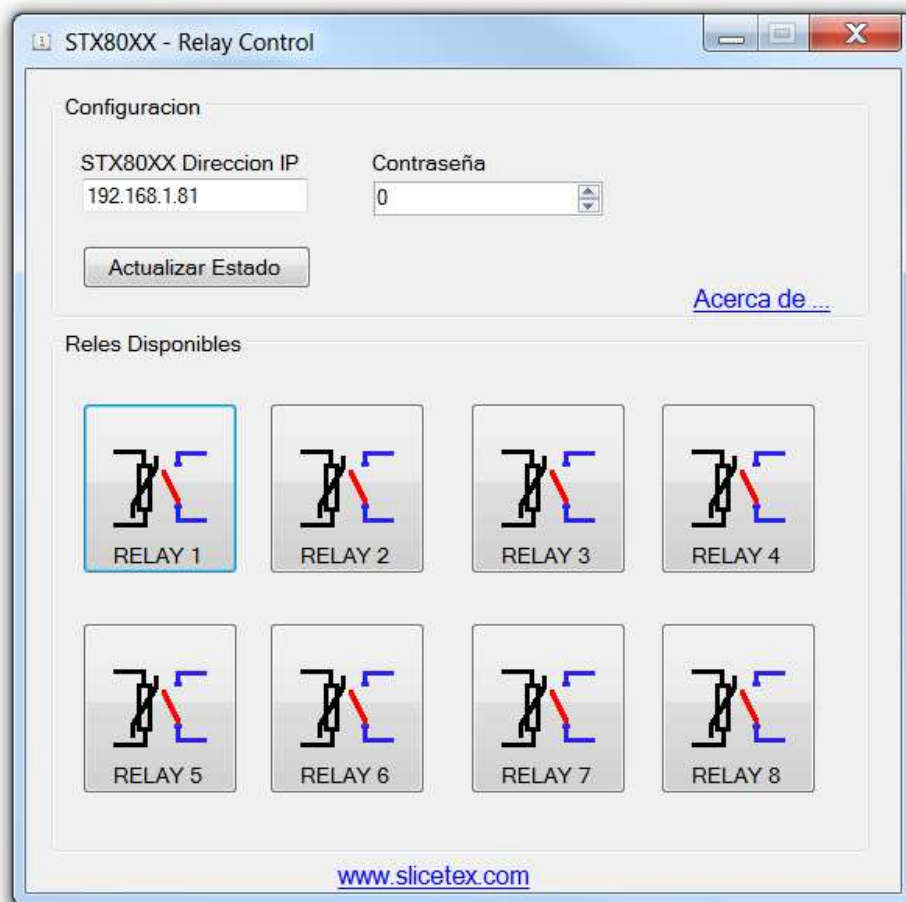 STX80XX - Relay Control
Configuracion
STX80XX Direccion IP Contraseña
192.168.1.81 0
Actualizar Estado
Acerca de ...
Reles Disponibles
RELAY 1 RELAY 2 RELAY 3 RELAY 4
RELAY 5 RELAY 6 RELAY 7 RELAY 8
www.slicetex.com